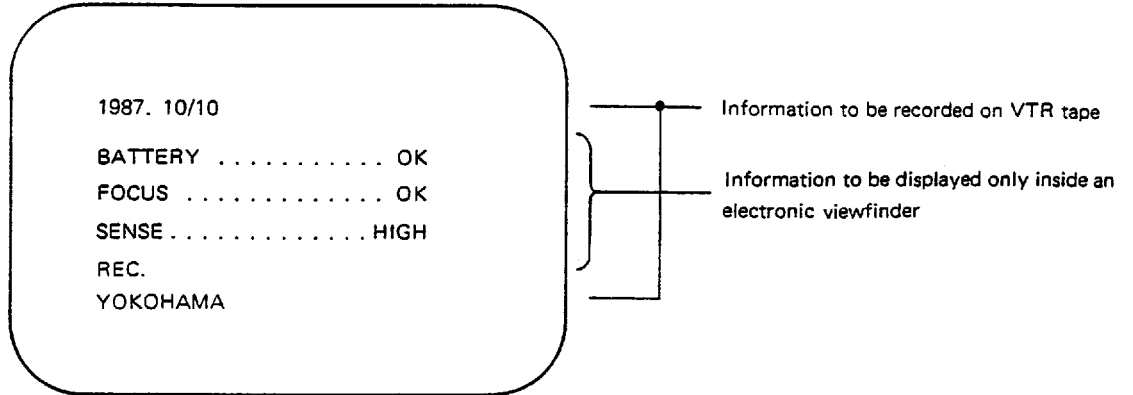 1987. 10/10
BATTERY ........... OK
FOCUS ............. OK
SENSE.............HIGH
REC.
YOKOHAMA
Information to be recorded on VTR tape
Information to be displayed only inside an
electronic viewfinder